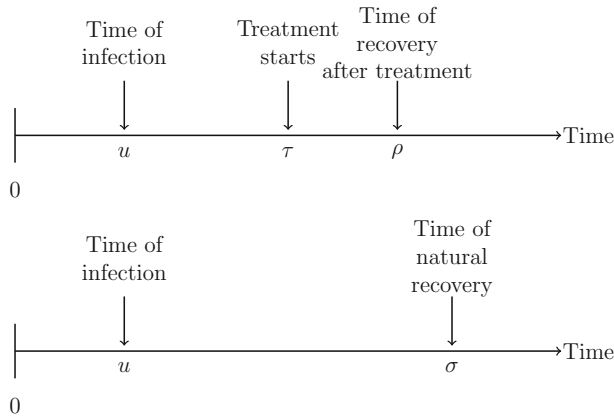 Time of
infection
Treatment
starts
Time of
recovery
after treatment
u
τ
ρ
Time
0
Time of
infection
Time of
natural
recovery
u
σ
Time
0